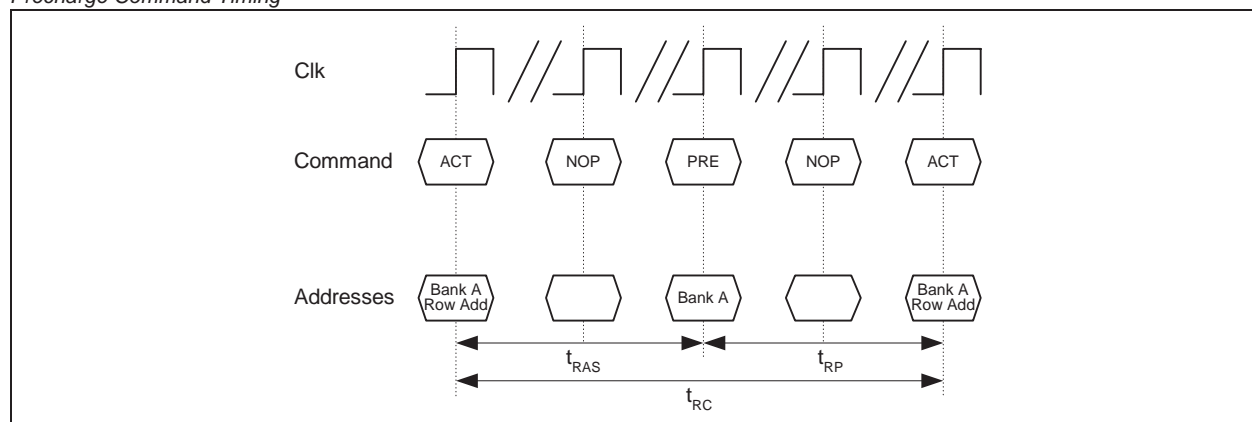 Precharge Command Timing
Clk
Command
ACT
NOP
PRE
NOP
ACT
Addresses
Bank A
Row Add
Bank A
Bank A
Row Add
tRAS
tRP
tRC